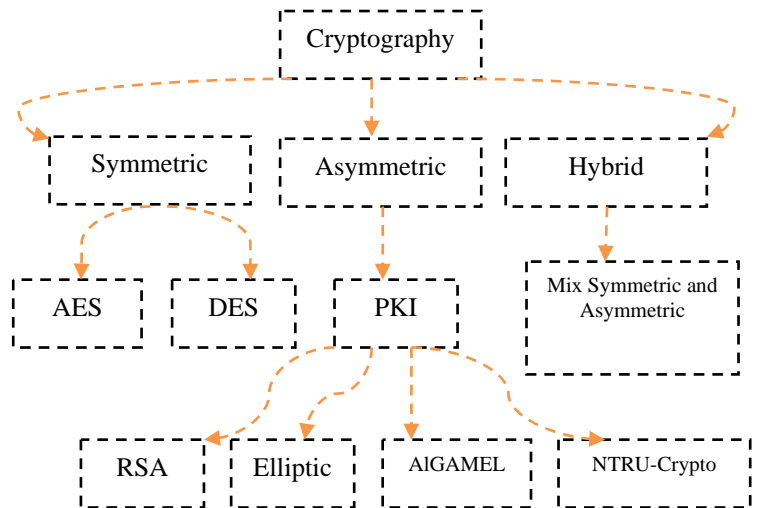 Cryptography
Symmetric
Asymmetric
Hybrid
AES
DES
PKI
Mix Symmetric and
Asymmetric
RSA
Elliptic
AlGAMEL
NTRU-Crypto